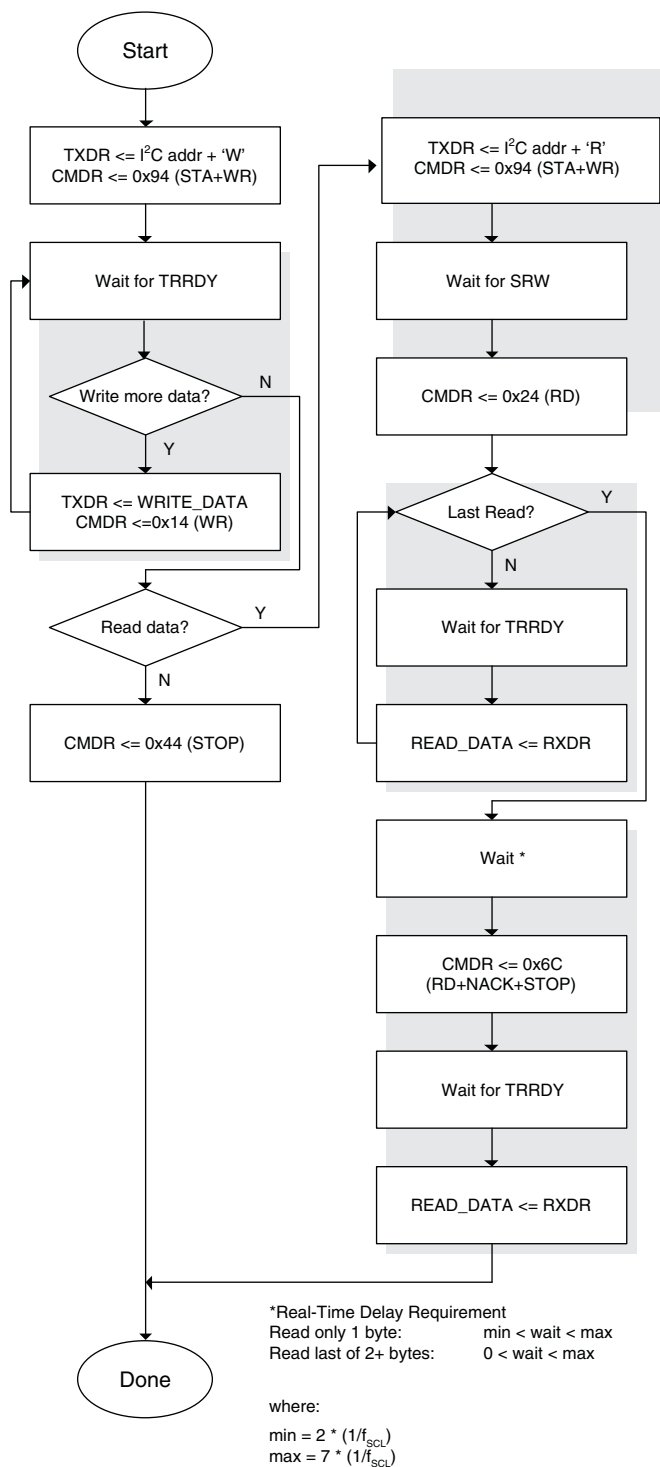 Start
TXDR <= I²C addr + 'W'
CMDR <= 0x94 (STA+WR)
Wait for TRRDY
Write more data?
N
Y
TXDR <= WRITE_DATA
CMDR <=0x14 (WR)
Read data?
Y
N
CMDR <= 0x44 (STOP)
TXDR <= I²C addr + 'R'
CMDR <= 0x94 (STA+WR)
Wait for SRW
CMDR <= 0x24 (RD)
Last Read?
Y
N
Wait for TRRDY
READ_DATA <= RXDR
Wait *
CMDR <= 0x6C
(RD+NACK+STOP)
Wait for TRRDY
READ_DATA <= RXDR
Done
*Real-Time Delay Requirement
Read only 1 byte: min < wait < max
Read last of 2+ bytes: 0 < wait < max
where:
min = 2 * (1/fSCL)
max = 7 * (1/fSCL)